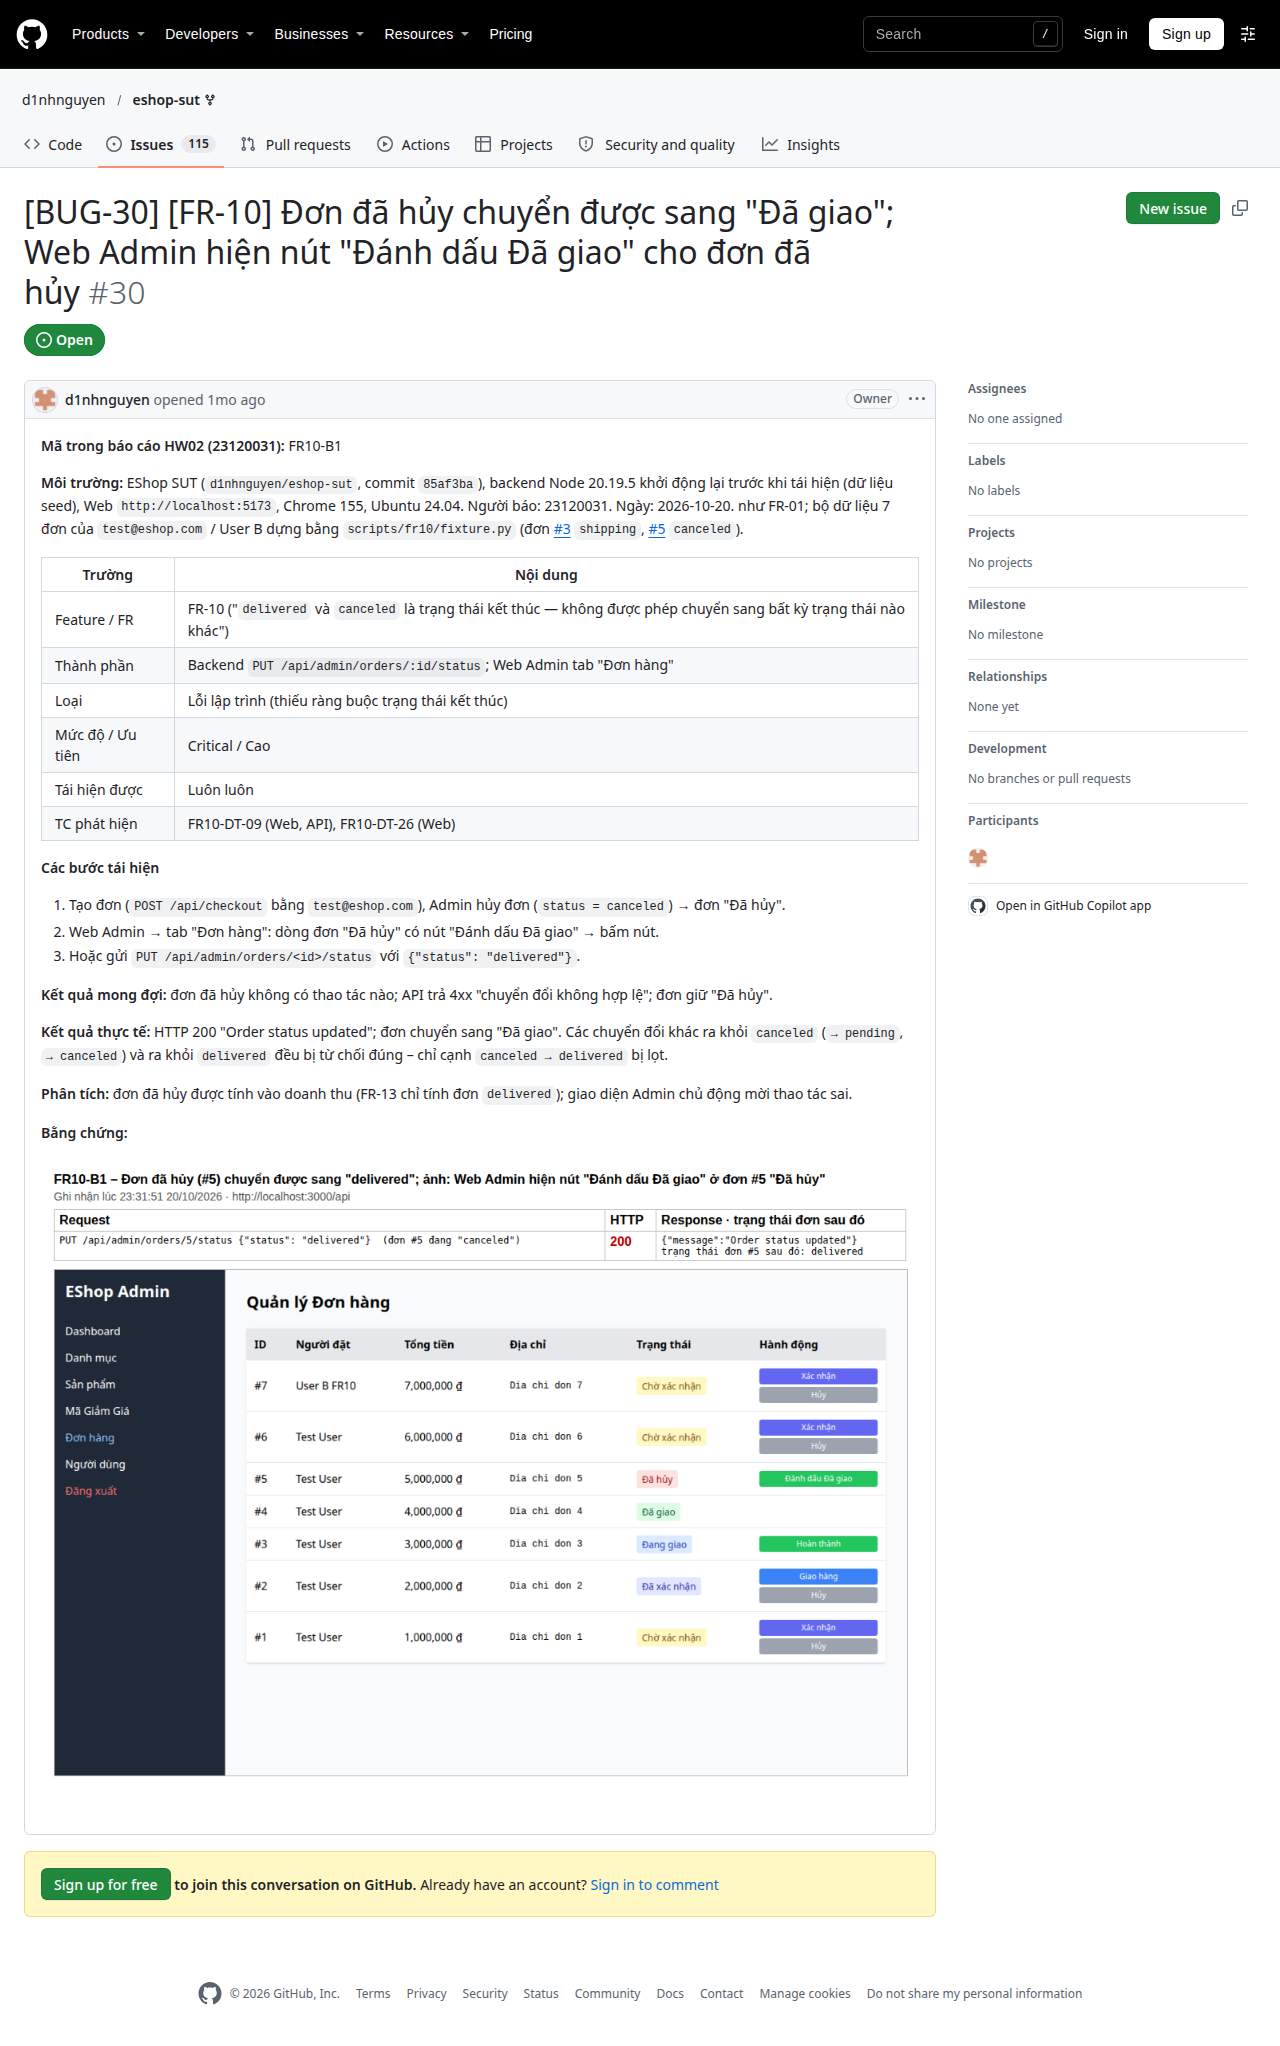 Products Developers Businesses Resources Pricing Search / Sign in Sign up
d1nhnguyen / eshop-sut
Code Issues 115 Pull requests Actions Projects Security and quality Insights
[BUG-30] [FR-10] Đơn đã hủy chuyển được sang "Đã giao";
Web Admin hiện nút "Đánh dấu Đã giao" cho đơn đã
hủy #30
New issue
Open
d1nhnguyen opened 1mo ago Owner
Mã trong báo cáo HW02 (23120031): FR10-B1
Môi trường: EShop SUT ( d1nhnguyen/eshop-sut , commit 85af3ba ), backend Node 20.19.5 khởi động lại trước khi tái hiện (dữ liệu
seed), Web http://localhost:5173 , Chrome 155, Ubuntu 24.04. Người báo: 23120031. Ngày: 2026-10-20. như FR-01; bộ dữ liệu 7
đơn của test@eshop.com / User B dựng bằng scripts/fr10/fixture.py (đơn #3 shipping , #5 canceled ).
Trường Nội dung
Feature / FR FR-10 (" delivered và canceled là trạng thái kết thúc — không được phép chuyển sang bất kỳ trạng thái nào
khác")
Thành phần Backend PUT /api/admin/orders/:id/status ; Web Admin tab "Đơn hàng"
Loại Lỗi lập trình (thiếu ràng buộc trạng thái kết thúc)
Mức độ / Ưu
tiên Critical / Cao
Tái hiện được Luôn luôn
TC phát hiện FR10-DT-09 (Web, API), FR10-DT-26 (Web)
Các bước tái hiện
1. Tạo đơn ( POST /api/checkout bằng test@eshop.com ), Admin hủy đơn ( status = canceled ) → đơn "Đã hủy".
2. Web Admin → tab "Đơn hàng": dòng đơn "Đã hủy" có nút "Đánh dấu Đã giao" → bấm nút.
3. Hoặc gửi PUT /api/admin/orders/<id>/status với {"status": "delivered"} .
Kết quả mong đợi: đơn đã hủy không có thao tác nào; API trả 4xx "chuyển đổi không hợp lệ"; đơn giữ "Đã hủy".
Kết quả thực tế: HTTP 200 "Order status updated"; đơn chuyển sang "Đã giao". Các chuyển đổi khác ra khỏi canceled ( → pending ,
→ canceled ) và ra khỏi delivered đều bị từ chối đúng – chỉ cạnh canceled → delivered bị lọt.
Phân tích: đơn đã hủy được tính vào doanh thu (FR-13 chỉ tính đơn delivered ); giao diện Admin chủ động mời thao tác sai.
Bằng chứng:
FR10-B1 – Đơn đã hủy (#5) chuyển được sang "delivered"; ảnh: Web Admin hiện nút "Đánh dấu Đã giao" ở đơn #5 "Đã hủy"
Ghi nhận lúc 23:31:51 20/10/2026 · http://localhost:3000/api
Request HTTP Response · trạng thái đơn sau đó
PUT /api/admin/orders/5/status {"status": "delivered"} (đơn #5 đang "canceled") 200 {"message":"Order status updated"}
trạng thái đơn #5 sau đó: delivered
EShop Admin
Dashboard
Danh mục
Sản phẩm
Mã Giảm Giá
Đơn hàng
Người dùng
Đăng xuất
Quản lý Đơn hàng
ID Người đặt Tổng tiền Địa chỉ Trạng thái Hành động
#7 User B FR10 7,000,000 ₫ Dia chi don 7 Chờ xác nhận Xác nhận
Hủy
#6 Test User 6,000,000 ₫ Dia chi don 6 Chờ xác nhận Xác nhận
Hủy
#5 Test User 5,000,000 ₫ Dia chi don 5 Đã hủy Đánh dấu Đã giao
#4 Test User 4,000,000 ₫ Dia chi don 4 Đã giao
#3 Test User 3,000,000 ₫ Dia chi don 3 Đang giao Hoàn thành
#2 Test User 2,000,000 ₫ Dia chi don 2 Đã xác nhận Giao hàng
Hủy
#1 Test User 1,000,000 ₫ Dia chi don 1 Chờ xác nhận Xác nhận
Hủy
Assignees
No one assigned
Labels
No labels
Projects
No projects
Milestone
No milestone
Relationships
None yet
Development
No branches or pull requests
Participants
Open in GitHub Copilot app
Sign up for free to join this conversation on GitHub. Already have an account? Sign in to comment
© 2026 GitHub, Inc. Terms Privacy Security Status Community Docs Contact Manage cookies Do not share my personal information